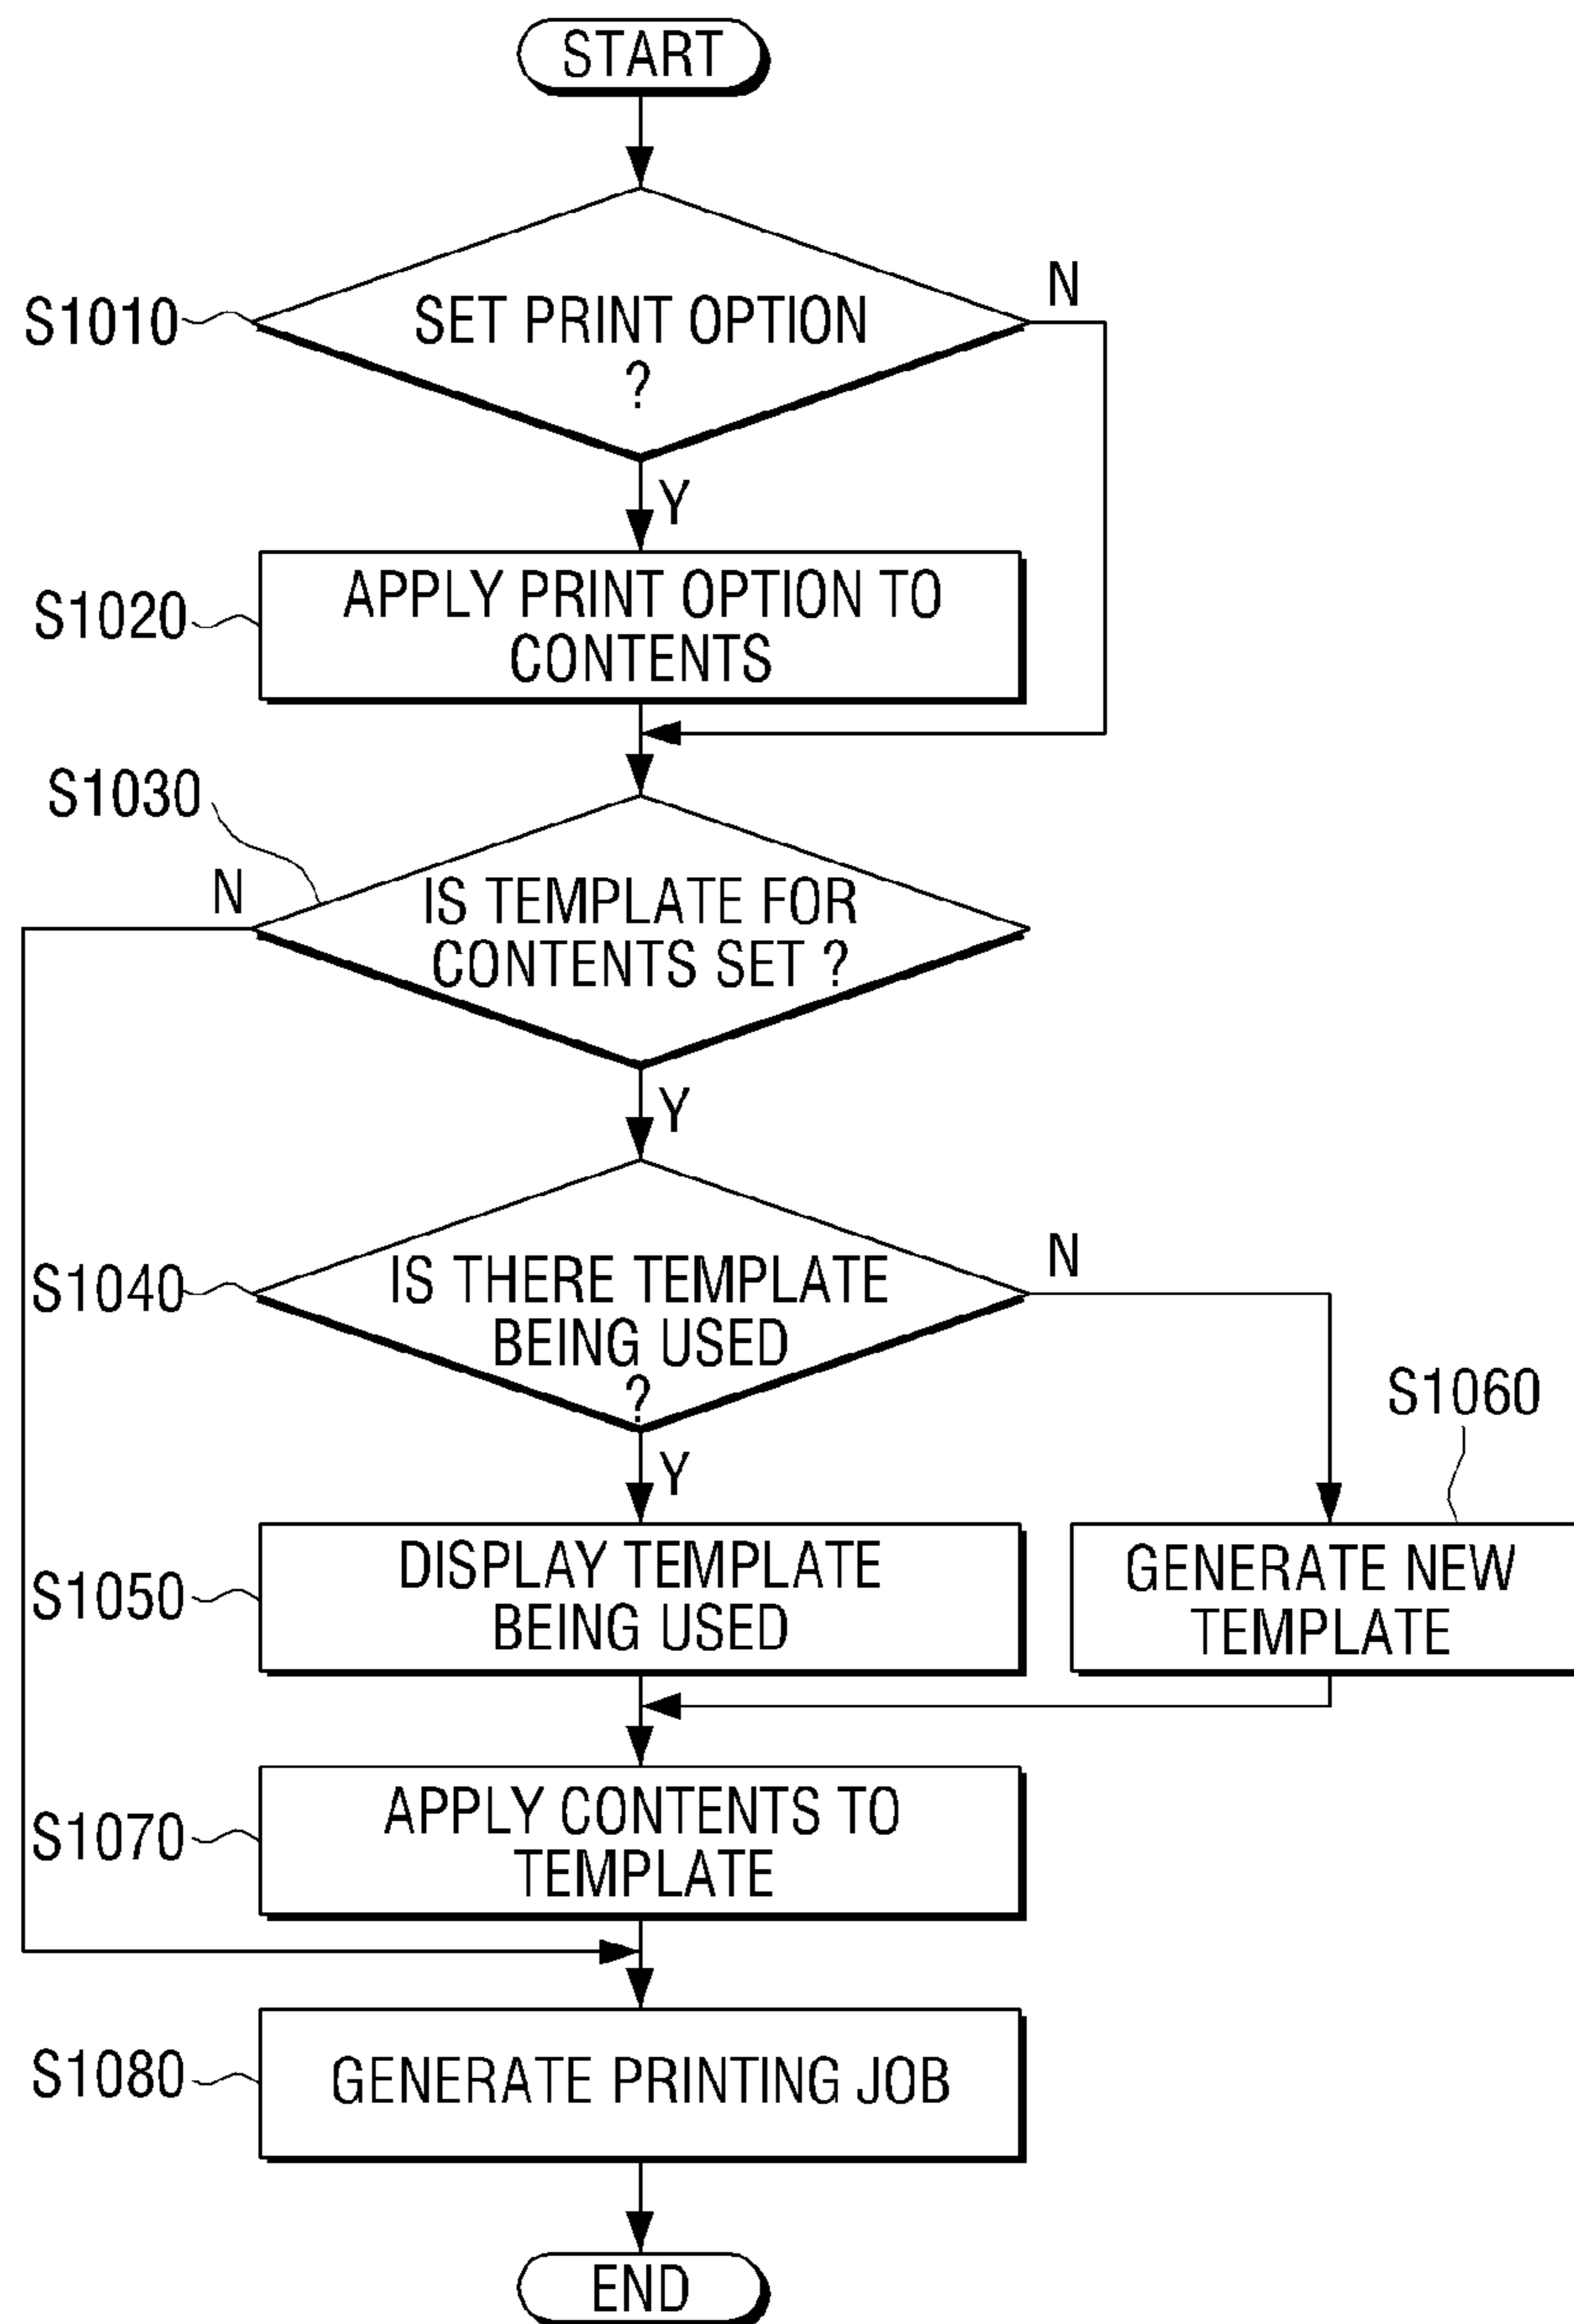 START
S1010
SET PRINT OPTION
?
N
Y
S1020
APPLY PRINT OPTION TO
CONTENTS
S1030
N
IS TEMPLATE FOR
CONTENTS SET ?
Y
S1040
IS THERE TEMPLATE
BEING USED
?
N
Y
S1060
S1050
DISPLAY TEMPLATE
BEING USED
GENERATE NEW
TEMPLATE
S1070
APPLY CONTENTS TO
TEMPLATE
S1080
GENERATE PRINTING JOB
END